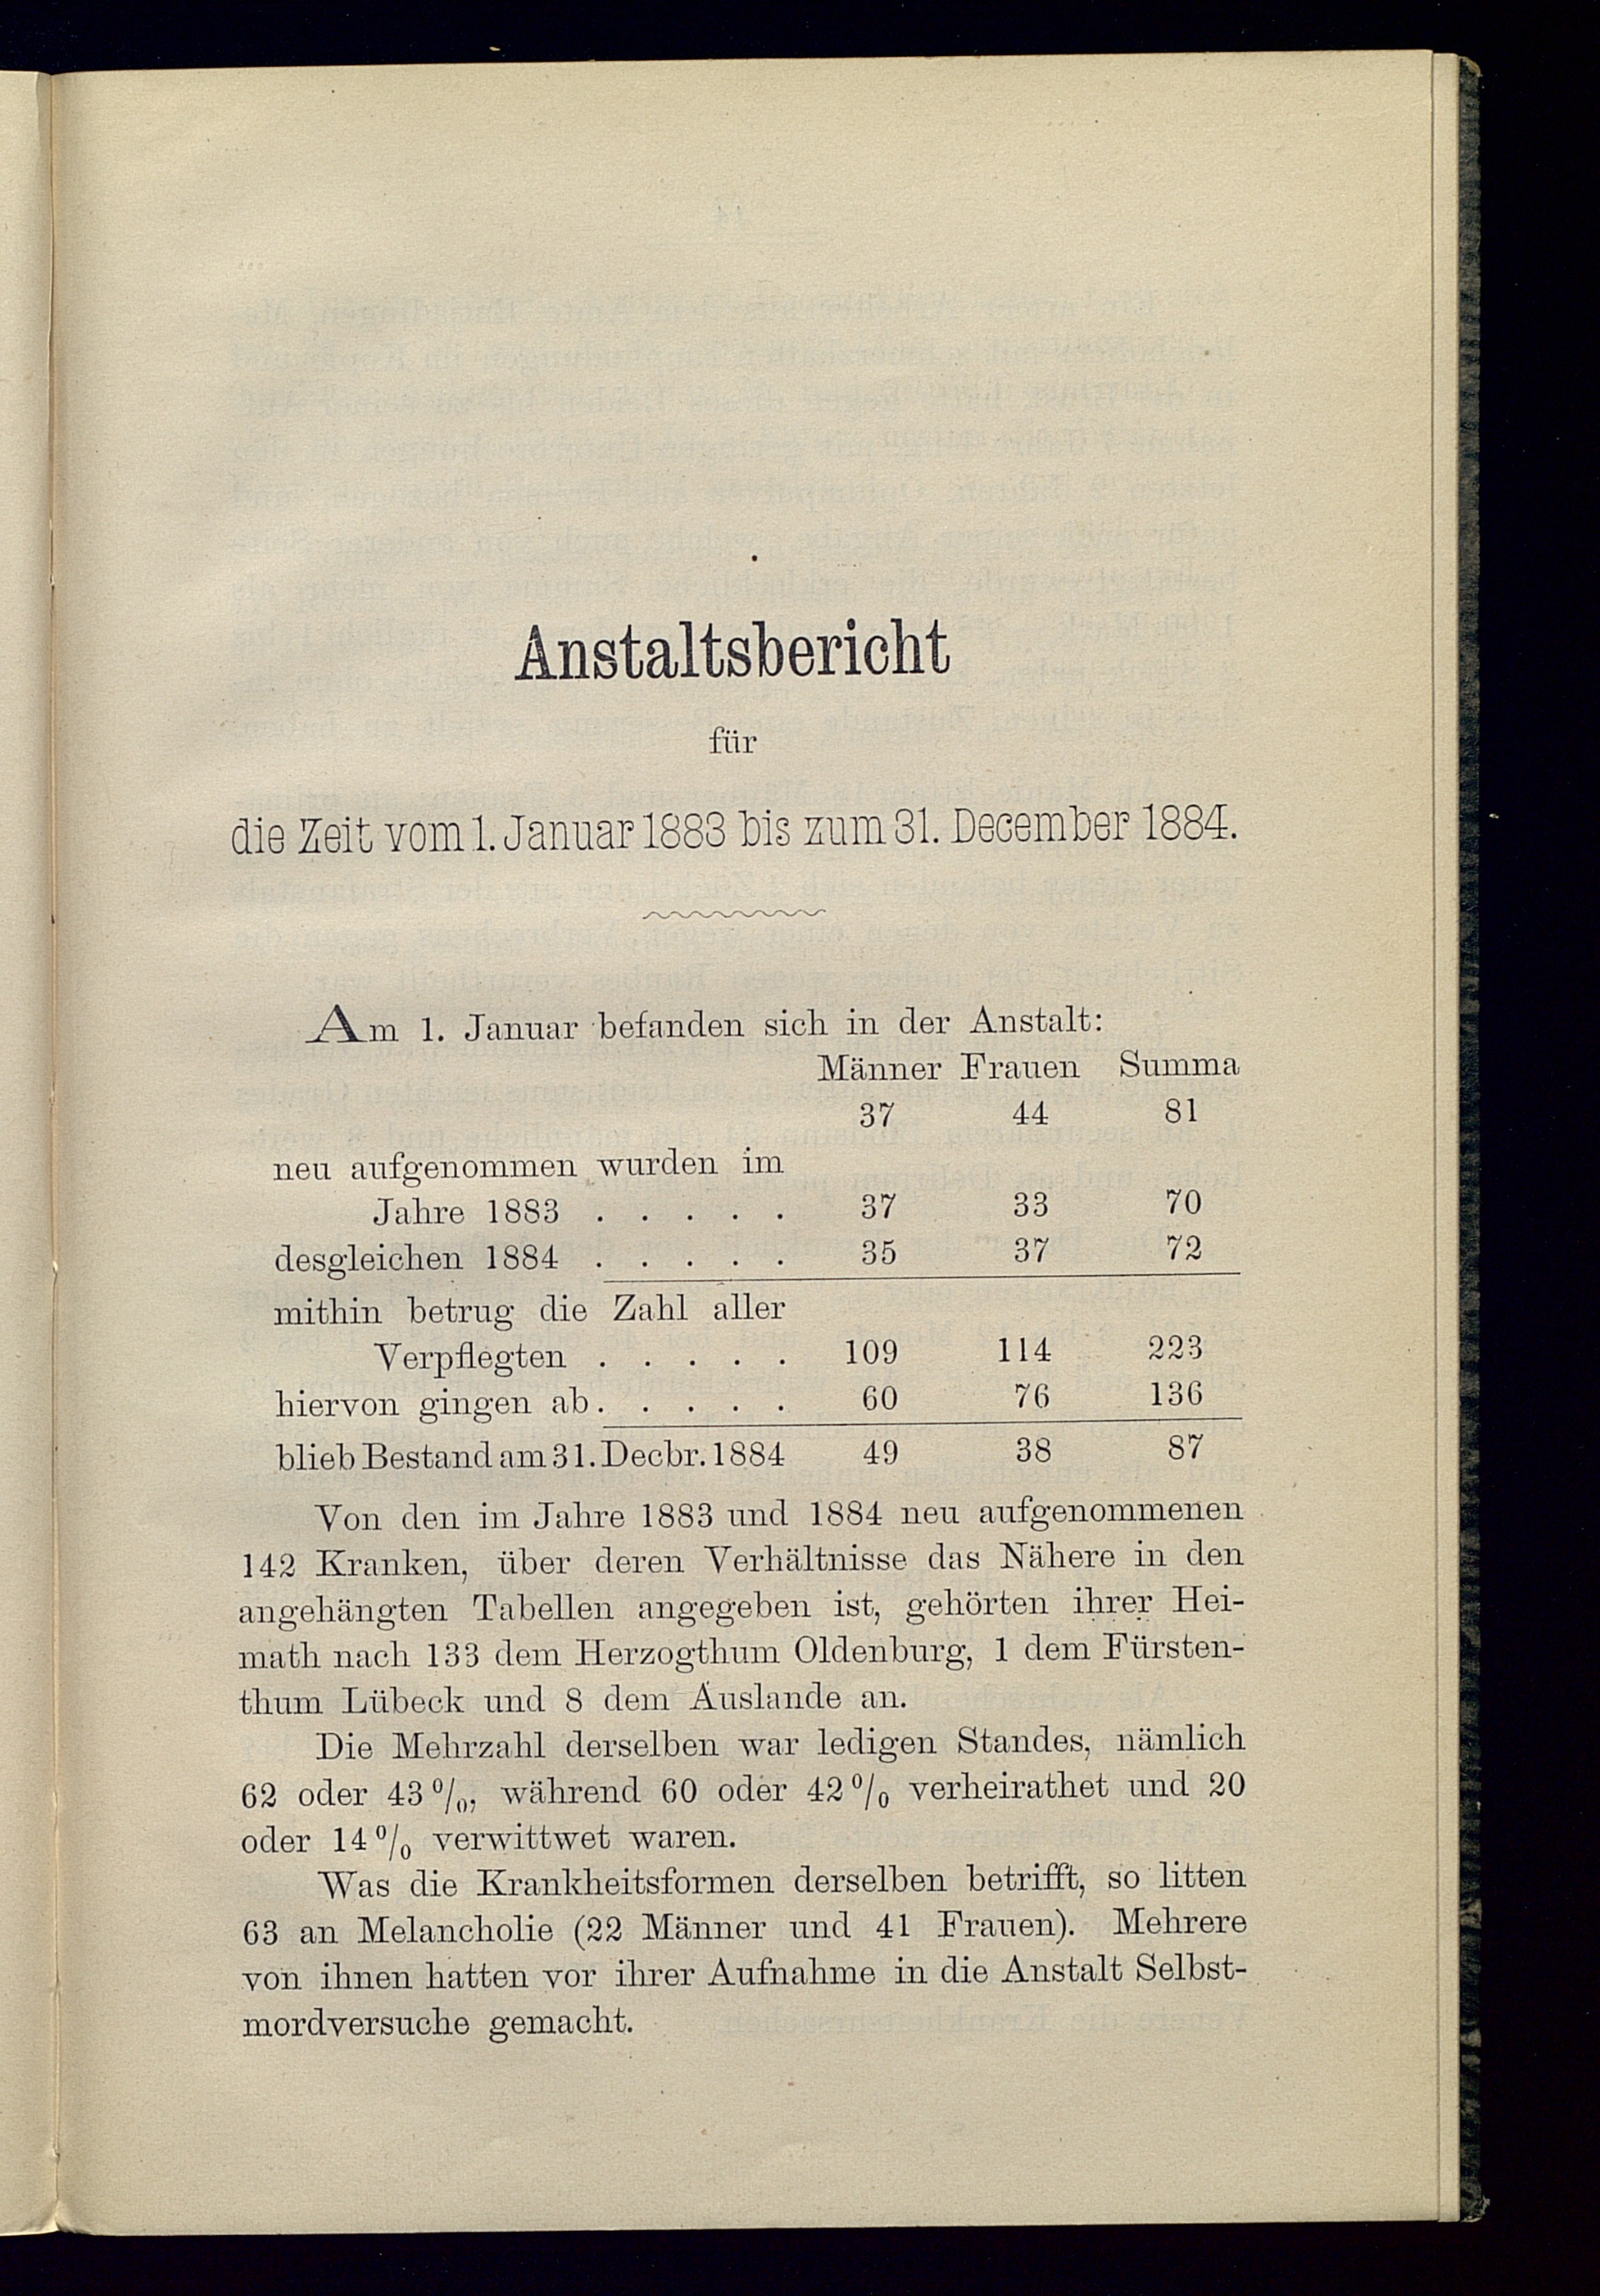 Anstaltsbericht
für
die Zeit vom 1. Januar 1883 bis zum 31. December 1884.
Am 1. Januar befanden sich in der Anstalt:
Männer Frauen Summa
37 44 81
neu aufgenommen wurden im
Jahre 1883 . . . . . 37 33 70
desgleichen 1884 . . . . . 35 37 72
mithin betrug die Zahl aller
Verpflegten . . . . . 109 114 223
hiervon gingen ab . . . . . 60 76 136
blieb Bestand am 31. Decbr. 1884 49 38 87
Von den im Jahre 1883 und 1884 neu aufgenommenen
142 Kranken, über deren Verhältnisse das Nähere in den
angehängten Tabellen angegeben ist, gehörten ihrer Hei-
math nach 133 dem Herzogthum Oldenburg, 1 dem Fürsten-
thum Lübeck und 8 dem Auslande an.
Die Mehrzahl derselben war ledigen Standes, nämlich
62 oder 43 %, während 60 oder 42 % verheirathet und 20
oder 14 % verwittwet waren.
Was die Krankheitsformen derselben betrifft, so litten
63 an Melancholie (22 Männer und 41 Frauen). Mehrere
von ihnen hatten vor ihrer Aufnahme in die Anstalt Selbst-
mordversuche gemacht.